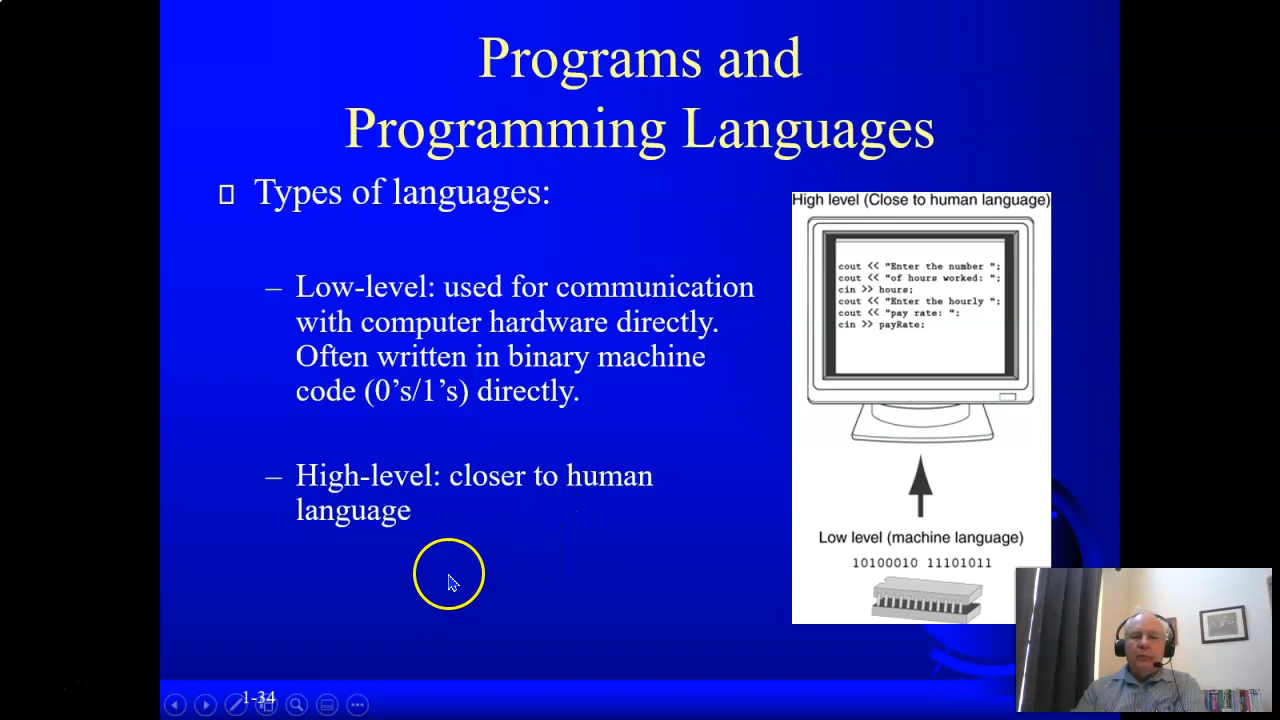 Programs and
Programming Languages
Types of languages:
– Low-level: used for communication
with computer hardware directly.
Often written in binary machine
code (0’s/1’s) directly.
– High-level: closer to human
language
High level (Close to human language)
cout << "Enter the number ";
cout << "of hours worked: ";
cin >> hours;
cout << "Enter the hourly ";
cout << "pay rate: ";
cin >> payRate;
Low level (machine language)
10100010 11101011
1-34